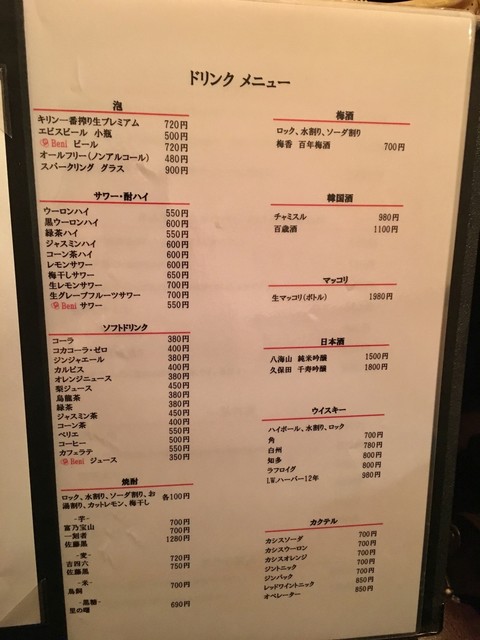 ドリンク メニュー
泡
キリン一番搾り生プレミアム 720円
エビスビール 小瓶 500円
Beni ビール 720円
オールフリー(ノンアルコール) 480円
スパークリング グラス 900円
サワー・酎ハイ
ウーロンハイ 550円
黒ウーロンハイ 600円
緑茶ハイ 550円
ジャスミンハイ 600円
コーン茶ハイ 600円
レモンサワー 600円
梅干しサワー 650円
生レモンサワー 700円
生グレープフルーツサワー 700円
Beni サワー 550円
ソフトドリンク
コーラ 380円
コカコーラ・ゼロ 400円
ジンジャエール 380円
カルピス 400円
オレンジニュース 380円
梨ジュース 450円
烏龍茶 380円
緑茶 380円
ジャスミン茶 450円
コーン茶 400円
ペリエ 550円
コーヒー 500円
カフェラテ 550円
Beni ジュース 350円
焼酎
ロック、水割り、ソーダ割り、お 各100円
湯割り、カットレモン、梅干し
-芋-
富乃宝山 700円
一刻者 700円
佐藤黒 1280円
-麦-
吉四六 720円
佐藤麦 750円
-米-
鳥飼 700円
-黒糖-
里の曙 690円
梅酒
ロック、水割り、ソーダ割り
梅香 百年梅酒 700円
韓国酒
チャミスル 980円
百歳酒 1100円
マッコリ
生マッコリ(ボトル) 1980円
日本酒
八海山 純米吟醸 1500円
久保田 千寿吟醸 1800円
ウイスキー
ハイボール、水割り、ロック
角 700円
白州 780円
知多 800円
ラフロイグ 800円
I.W.ハーパー12年 980円
カクテル
カシスソーダ 700円
カシスウーロン 700円
カシスオレンジ 700円
ジントニック 700円
ジンバック 700円
レッドワイントニック 850円
オペレーター 850円